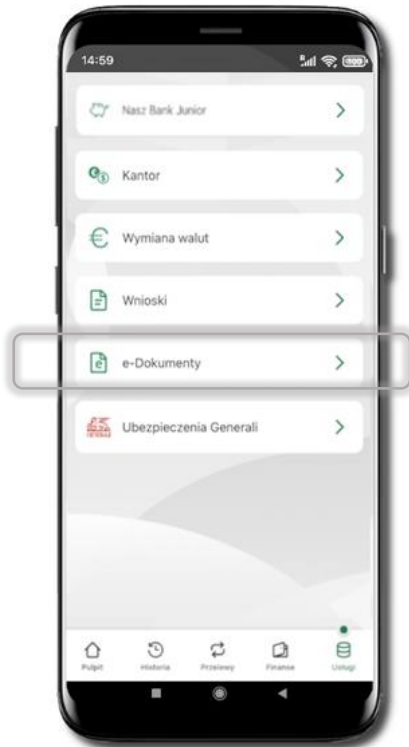 14:59
Nasz Bank Junior
Kantor
Wymiana walut
Wnioski
e-Dokumenty
Ubezpieczenia Generali
Pulpit Historia Przelewy Finanse Usługi